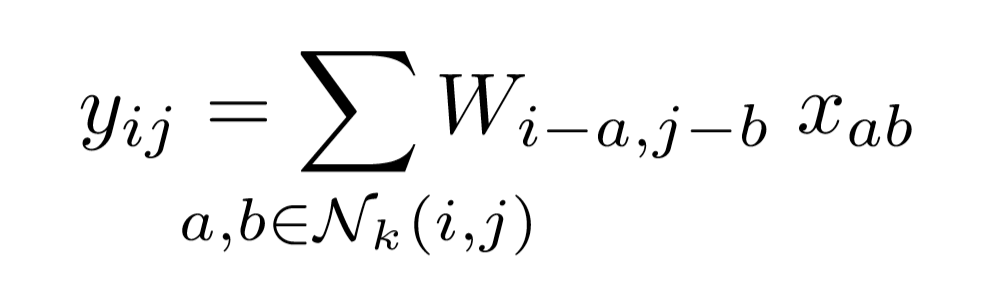 y_{ij} = \sum_{a,b \in \mathcal{N}_k(i,j)} W_{i-a,j-b} \, x_{ab}